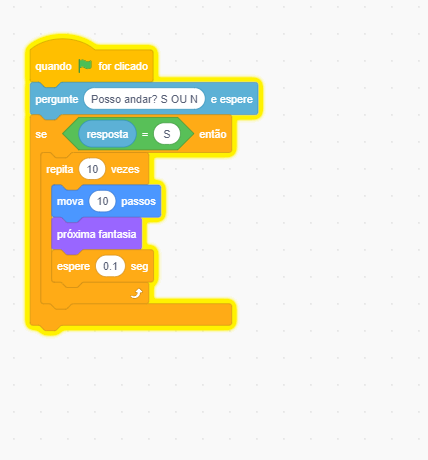 quando for clicado
pergunte Posso andar? S OU N e espere
se resposta = S então
repita 10 vezes
mova 10 passos
próxima fantasia
espere 0.1 seg